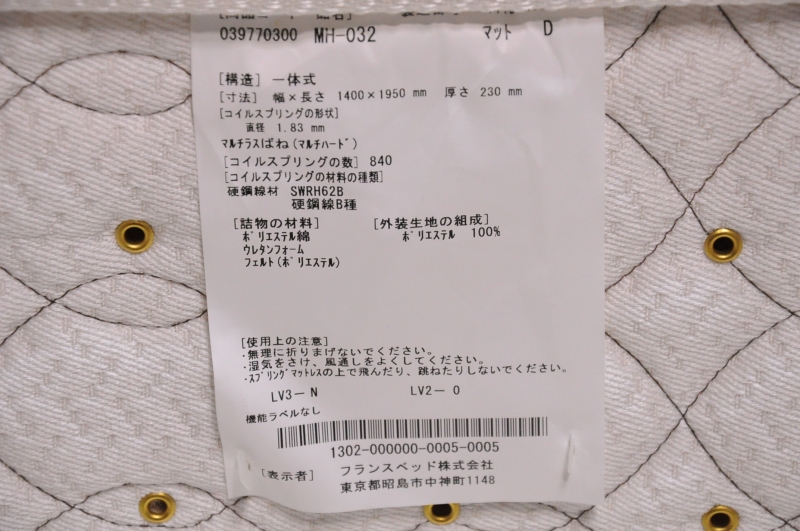 039770300 MH-032 マット D
[構造] 一体式
[寸法] 幅×長さ 1400×1950 mm 厚さ 230 mm
[コイルスプリングの形状]
直径 1.83 mm
マルチラスばね(マルチハード)
[コイルスプリングの数] 840
[コイルスプリングの材料の種類]
硬鋼線材 SWRH62B
硬鋼線B種
[詰物の材料] [外装生地の組成]
ポリエステル綿 ポリエステル 100%
ウレタンフォーム
フェルト(ポリエステル)
[使用上の注意]
・無理に折りまげないでください。
・湿気をさけ、風通しをよくしてください。
・スプリングマットレスの上で飛んだり、跳ねたりしないでください。
LV3－N LV2－0
機能ラベルなし
1302-000000-0005-0005
[表示者] フランスベッド株式会社
東京都昭島市中神町1148